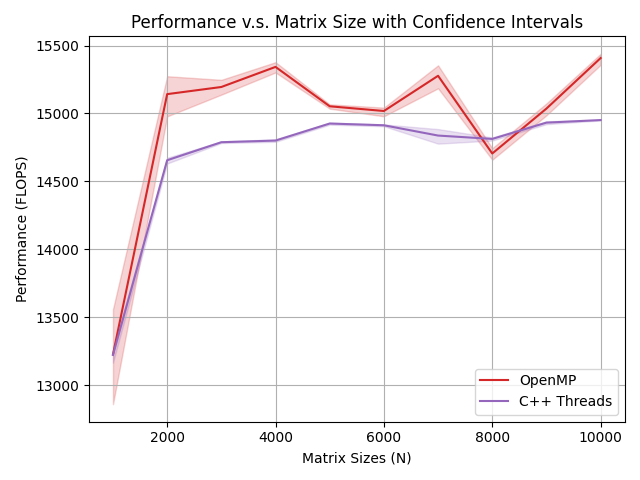 Performance v.s. Matrix Size with Confidence Intervals
15500
15000
14500
14000
13500
13000
Performance (FLOPS)
OpenMP
C++ Threads
2000
4000
6000
8000
10000
Matrix Sizes (N)